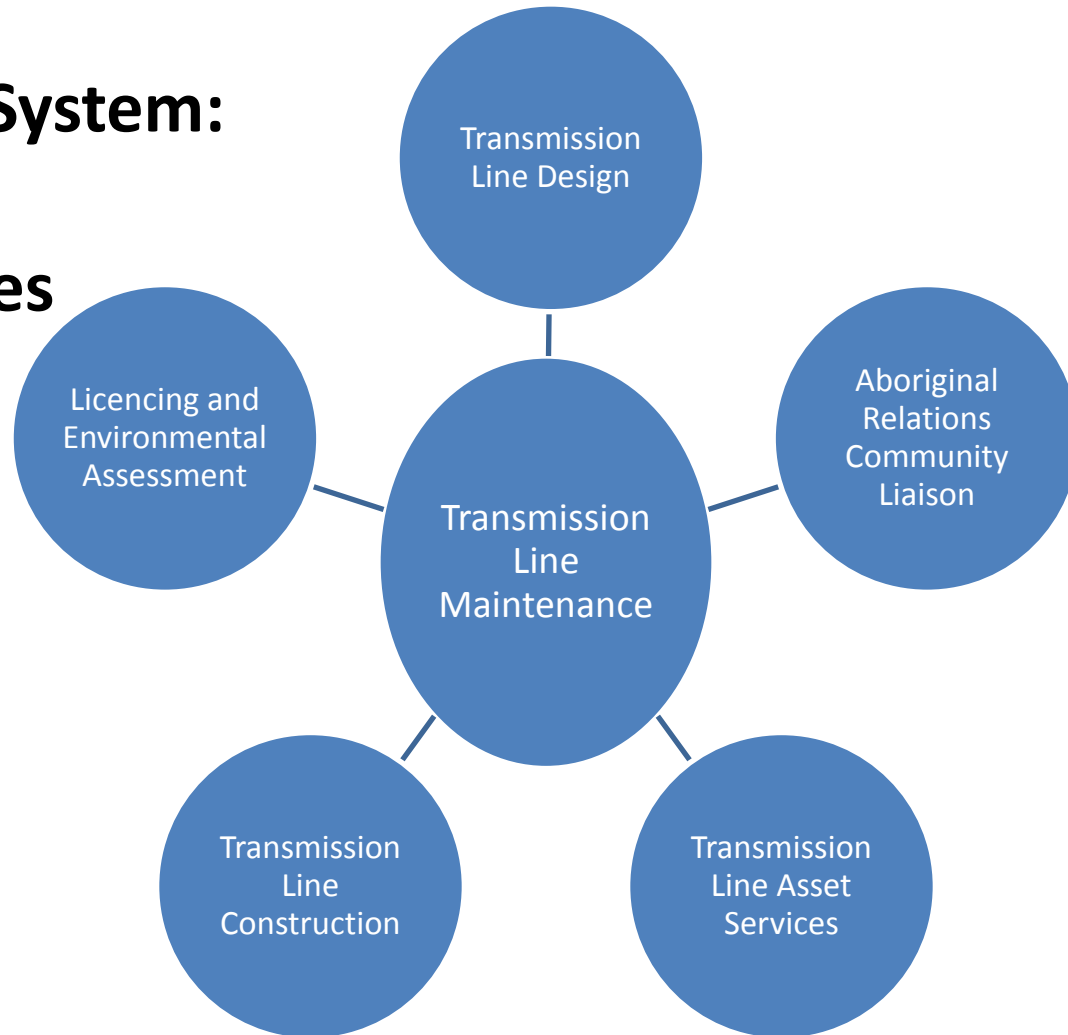 System:
es
Transmission
Line Design
Licencing and
Environmental
Assessment
Aboriginal
Relations
Community
Liaison
Transmission
Line
Maintenance
Transmission
Line
Construction
Transmission
Line Asset
Services